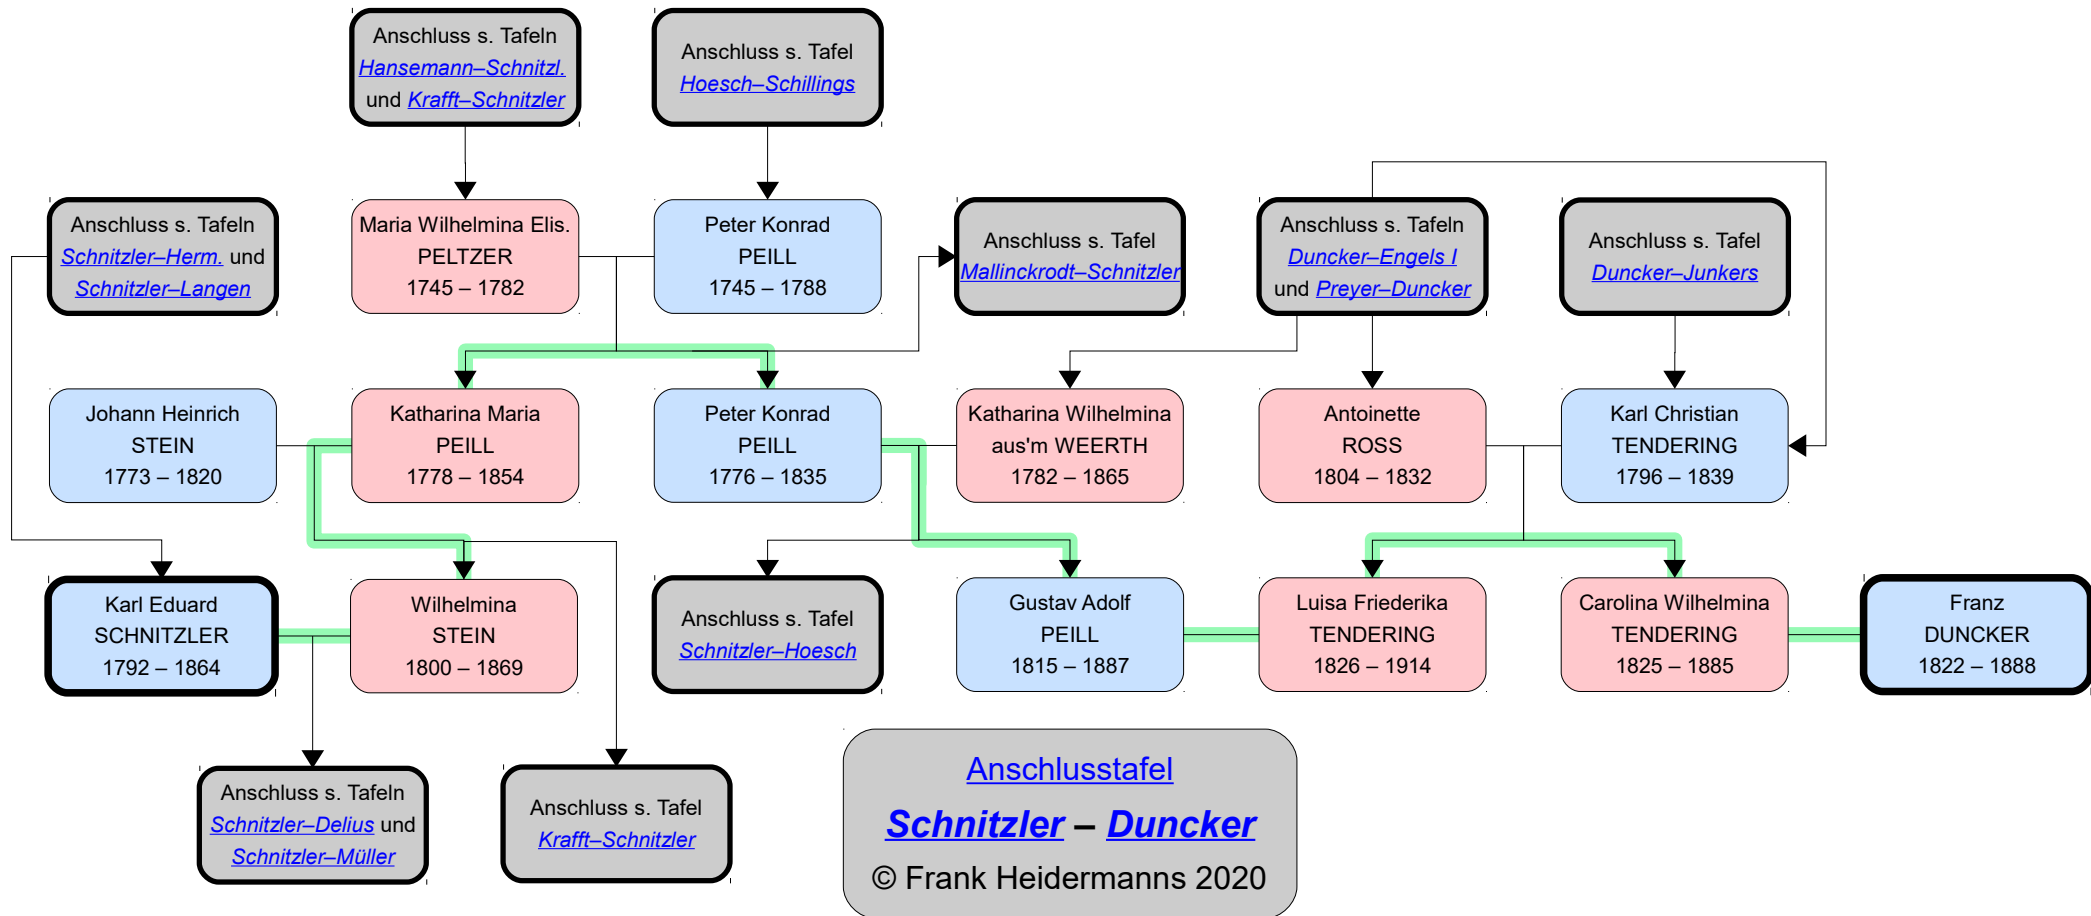 Anschluss s. Tafeln
Hansemann–Schnitzl.
und Krafft–Schnitzler
Anschluss s. Tafel
Hoesch–Schillings
Anschluss s. Tafeln
Schnitzler–Herm. und
Schnitzler–Langen
Maria Wilhelmina Elis.
PELTZER
1745 – 1782
Peter Konrad
PEILL
1745 – 1788
Anschluss s. Tafel
Mallinckrodt–Schnitzler
Anschluss s. Tafeln
Duncker–Engels I
und Preyer–Duncker
Anschluss s. Tafel
Duncker–Junkers
Johann Heinrich
STEIN
1773 – 1820
Katharina Maria
PEILL
1778 – 1854
Peter Konrad
PEILL
1776 – 1835
Katharina Wilhelmina
aus'm WEERTH
1782 – 1865
Antoinette
ROSS
1804 – 1832
Karl Christian
TENDERING
1796 – 1839
Karl Eduard
SCHNITZLER
1792 – 1864
Wilhelmina
STEIN
1800 – 1869
Anschluss s. Tafel
Schnitzler–Hoesch
Gustav Adolf
PEILL
1815 – 1887
Luisa Friederika
TENDERING
1826 – 1914
Carolina Wilhelmina
TENDERING
1825 – 1885
Franz
DUNCKER
1822 – 1888
Anschluss s. Tafeln
Schnitzler–Delius und
Schnitzler–Müller
Anschluss s. Tafel
Krafft–Schnitzler
Anschlusstafel
Schnitzler – Duncker
© Frank Heidermanns 2020